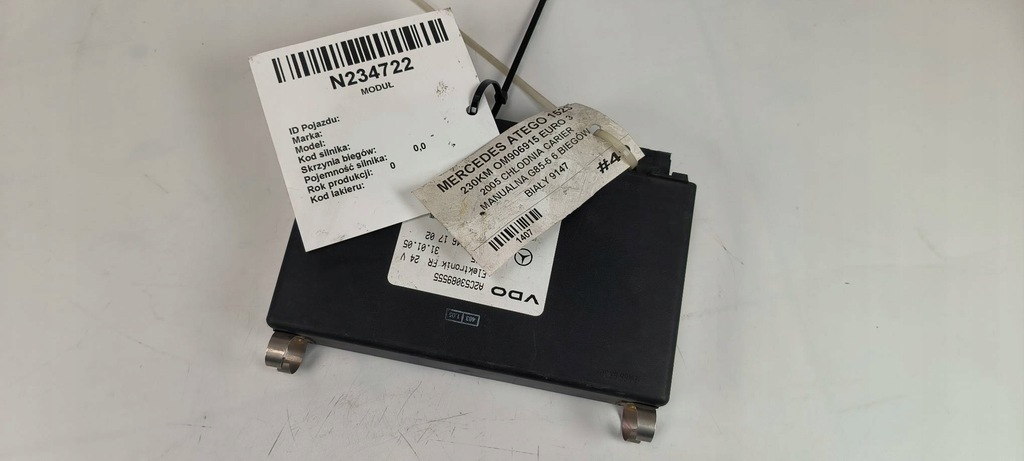 N234722
MODUŁ
ID Pojazdu:
Marka:
Model:
Kod silnika:
Skrzynia biegów:
Pojemność silnika: 0,0
Rok produkcji: 0
Kod lakieru:
MERCEDES ATEGO 1523
230KM OM906915 EURO 3
2005 CHŁODNIA CARIER
MANUALNA G85-6 6 BIEGÓW
BIAŁY 9147
#4
1407
VDO
A2C53089555
Elektronik FR 24 V
31.01.05
46 17 02